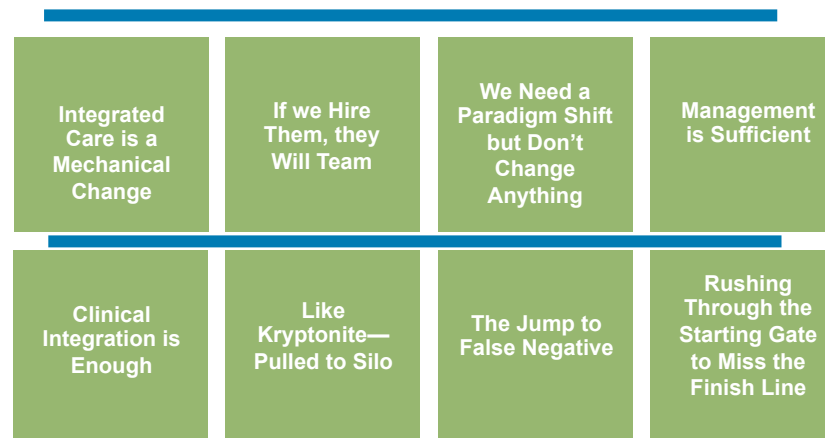 Integrated
Care is a
Mechanical
Change
If we Hire
Them, they
Will Team
We Need a
Paradigm Shift
but Don’t
Change
Anything
Management
is Sufficient
Clinical
Integration is
Enough
Like
Kryptonite—
Pulled to Silo
The Jump to
False Negative
Rushing
Through the
Starting Gate
to Miss the
Finish Line